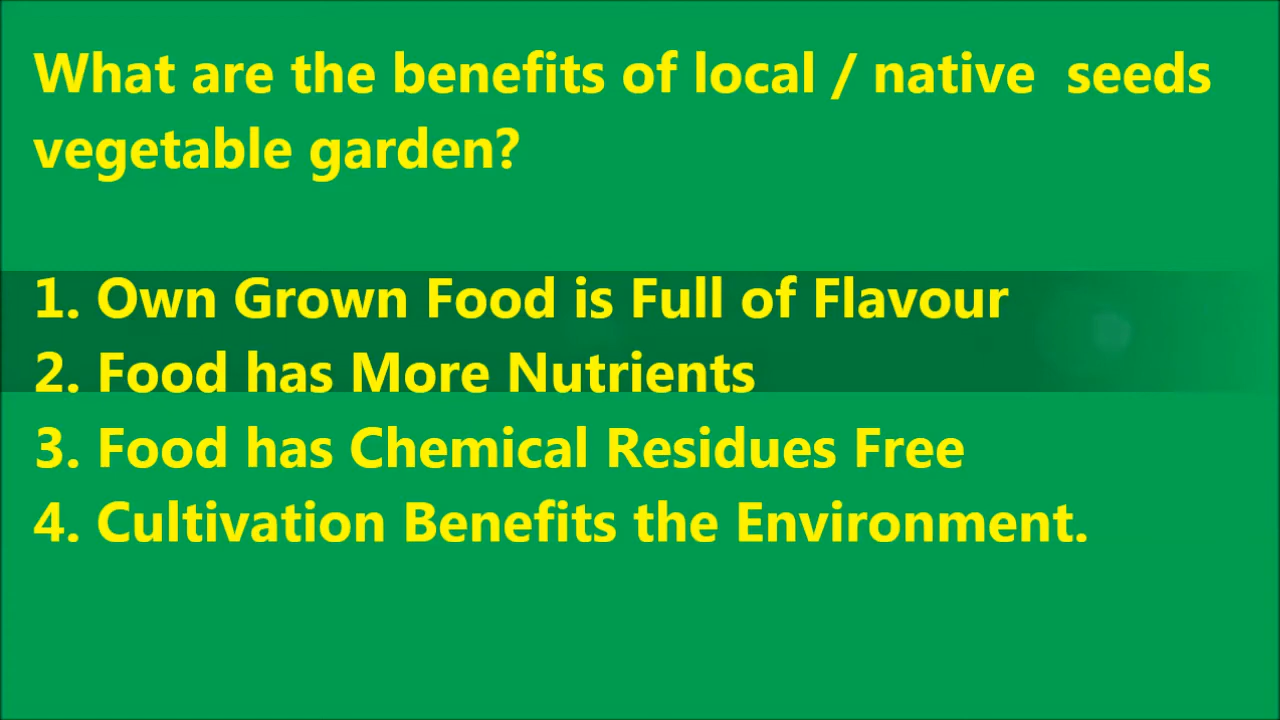 What are the benefits of local / native  seeds
vegetable garden?
1. Own Grown Food is Full of Flavour
2. Food has More Nutrients
3. Food has Chemical Residues Free
4. Cultivation Benefits the Environment.